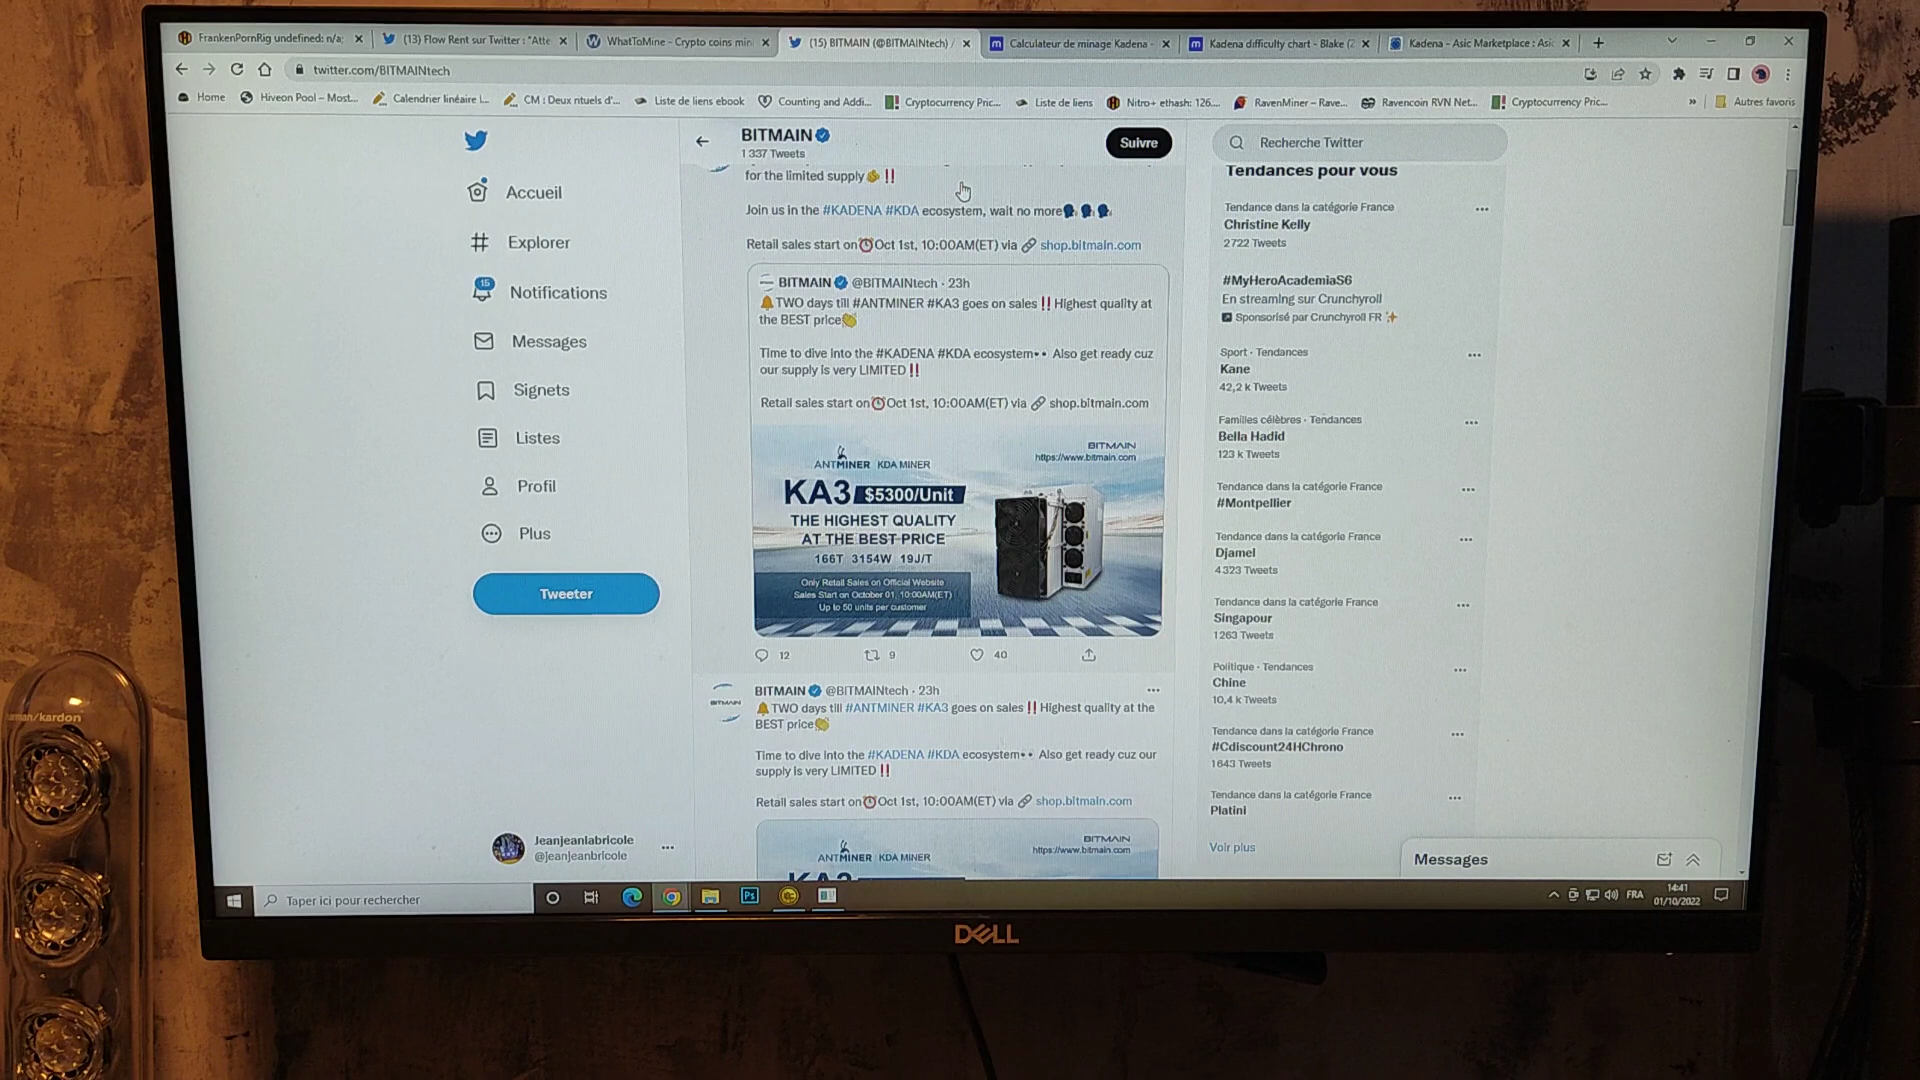 FrankenPornRig undefined: n/a;
(13) Flow Rent sur Twitter : "Atte
WhatToMine - Crypto coins min
(15) BITMAIN (@BITMAINtech) /
Calculateur de minage Kadena -
Kadena difficulty chart - Blake (2
Kadena - Asic Marketplace : Asic
twitter.com/BITMAINtech
Home
Hiveon Pool – Most...
Calendrier linéaire l...
CM : Deux ntuels d'...
Liste de liens ebook
Counting and Addi...
Cryptocurrency Pric...
Liste de liens
Nitro+ ethash: 126....
RavenMiner – Rave...
Ravencoin RVN Net...
Cryptocurrency Pric...
»
Autres favoris
Accueil
Explorer
15
Notifications
Messages
Signets
Listes
Profil
Plus
Tweeter
Jeanjeanlabricole
@jeanjeanbricole
BITMAIN
1 337 Tweets
Suivre
for the limited supply ‼
Join us in the #KADENA #KDA ecosystem, wait no more
Retail sales start on Oct 1st, 10:00AM(ET) via shop.bitmain.com
BITMAIN @BITMAINtech · 23h
TWO days till #ANTMINER #KA3 goes on sales ‼ Highest quality at
the BEST price
Time to dive into the #KADENA #KDA ecosystem Also get ready cuz
our supply is very LIMITED ‼
Retail sales start on Oct 1st, 10:00AM(ET) via shop.bitmain.com
BITMAIN
https://www.bitmain.com
ANTMINER KDA MINER
KA3 $5300/Unit
THE HIGHEST QUALITY
AT THE BEST PRICE
166T 3154W 19J/T
Only Retail Sales on Official Website
Sales Start on October 01, 10:00AM(ET)
Up to 50 units per customer
12
9
40
BITMAIN
BITMAIN @BITMAINtech · 23h
TWO days till #ANTMINER #KA3 goes on sales ‼ Highest quality at the
BEST price
Time to dive into the #KADENA #KDA ecosystem Also get ready cuz our
supply is very LIMITED ‼
Retail sales start on Oct 1st, 10:00AM(ET) via shop.bitmain.com
BITMAIN
https://www.bitmain.com
ANTMINER KDA MINER
KA3
Recherche Twitter
Tendances pour vous
Tendance dans la catégorie France
Christine Kelly
2722 Tweets
#MyHeroAcademiaS6
En streaming sur Crunchyroll
Sponsorisé par Crunchyroll FR
Sport · Tendances
Kane
42,2 k Tweets
Familles célèbres · Tendances
Bella Hadid
123 k Tweets
Tendance dans la catégorie France
#Montpellier
Tendance dans la catégorie France
Djamel
4 323 Tweets
Tendance dans la catégorie France
Singapour
1 263 Tweets
Politique · Tendances
Chine
10,4 k Tweets
Tendance dans la catégorie France
#Cdiscount24HChrono
1 643 Tweets
Tendance dans la catégorie France
Platini
Voir plus
Messages
Taper ici pour rechercher
Ps
FRA
14:41
01/10/2022
DELL
harman/kardon